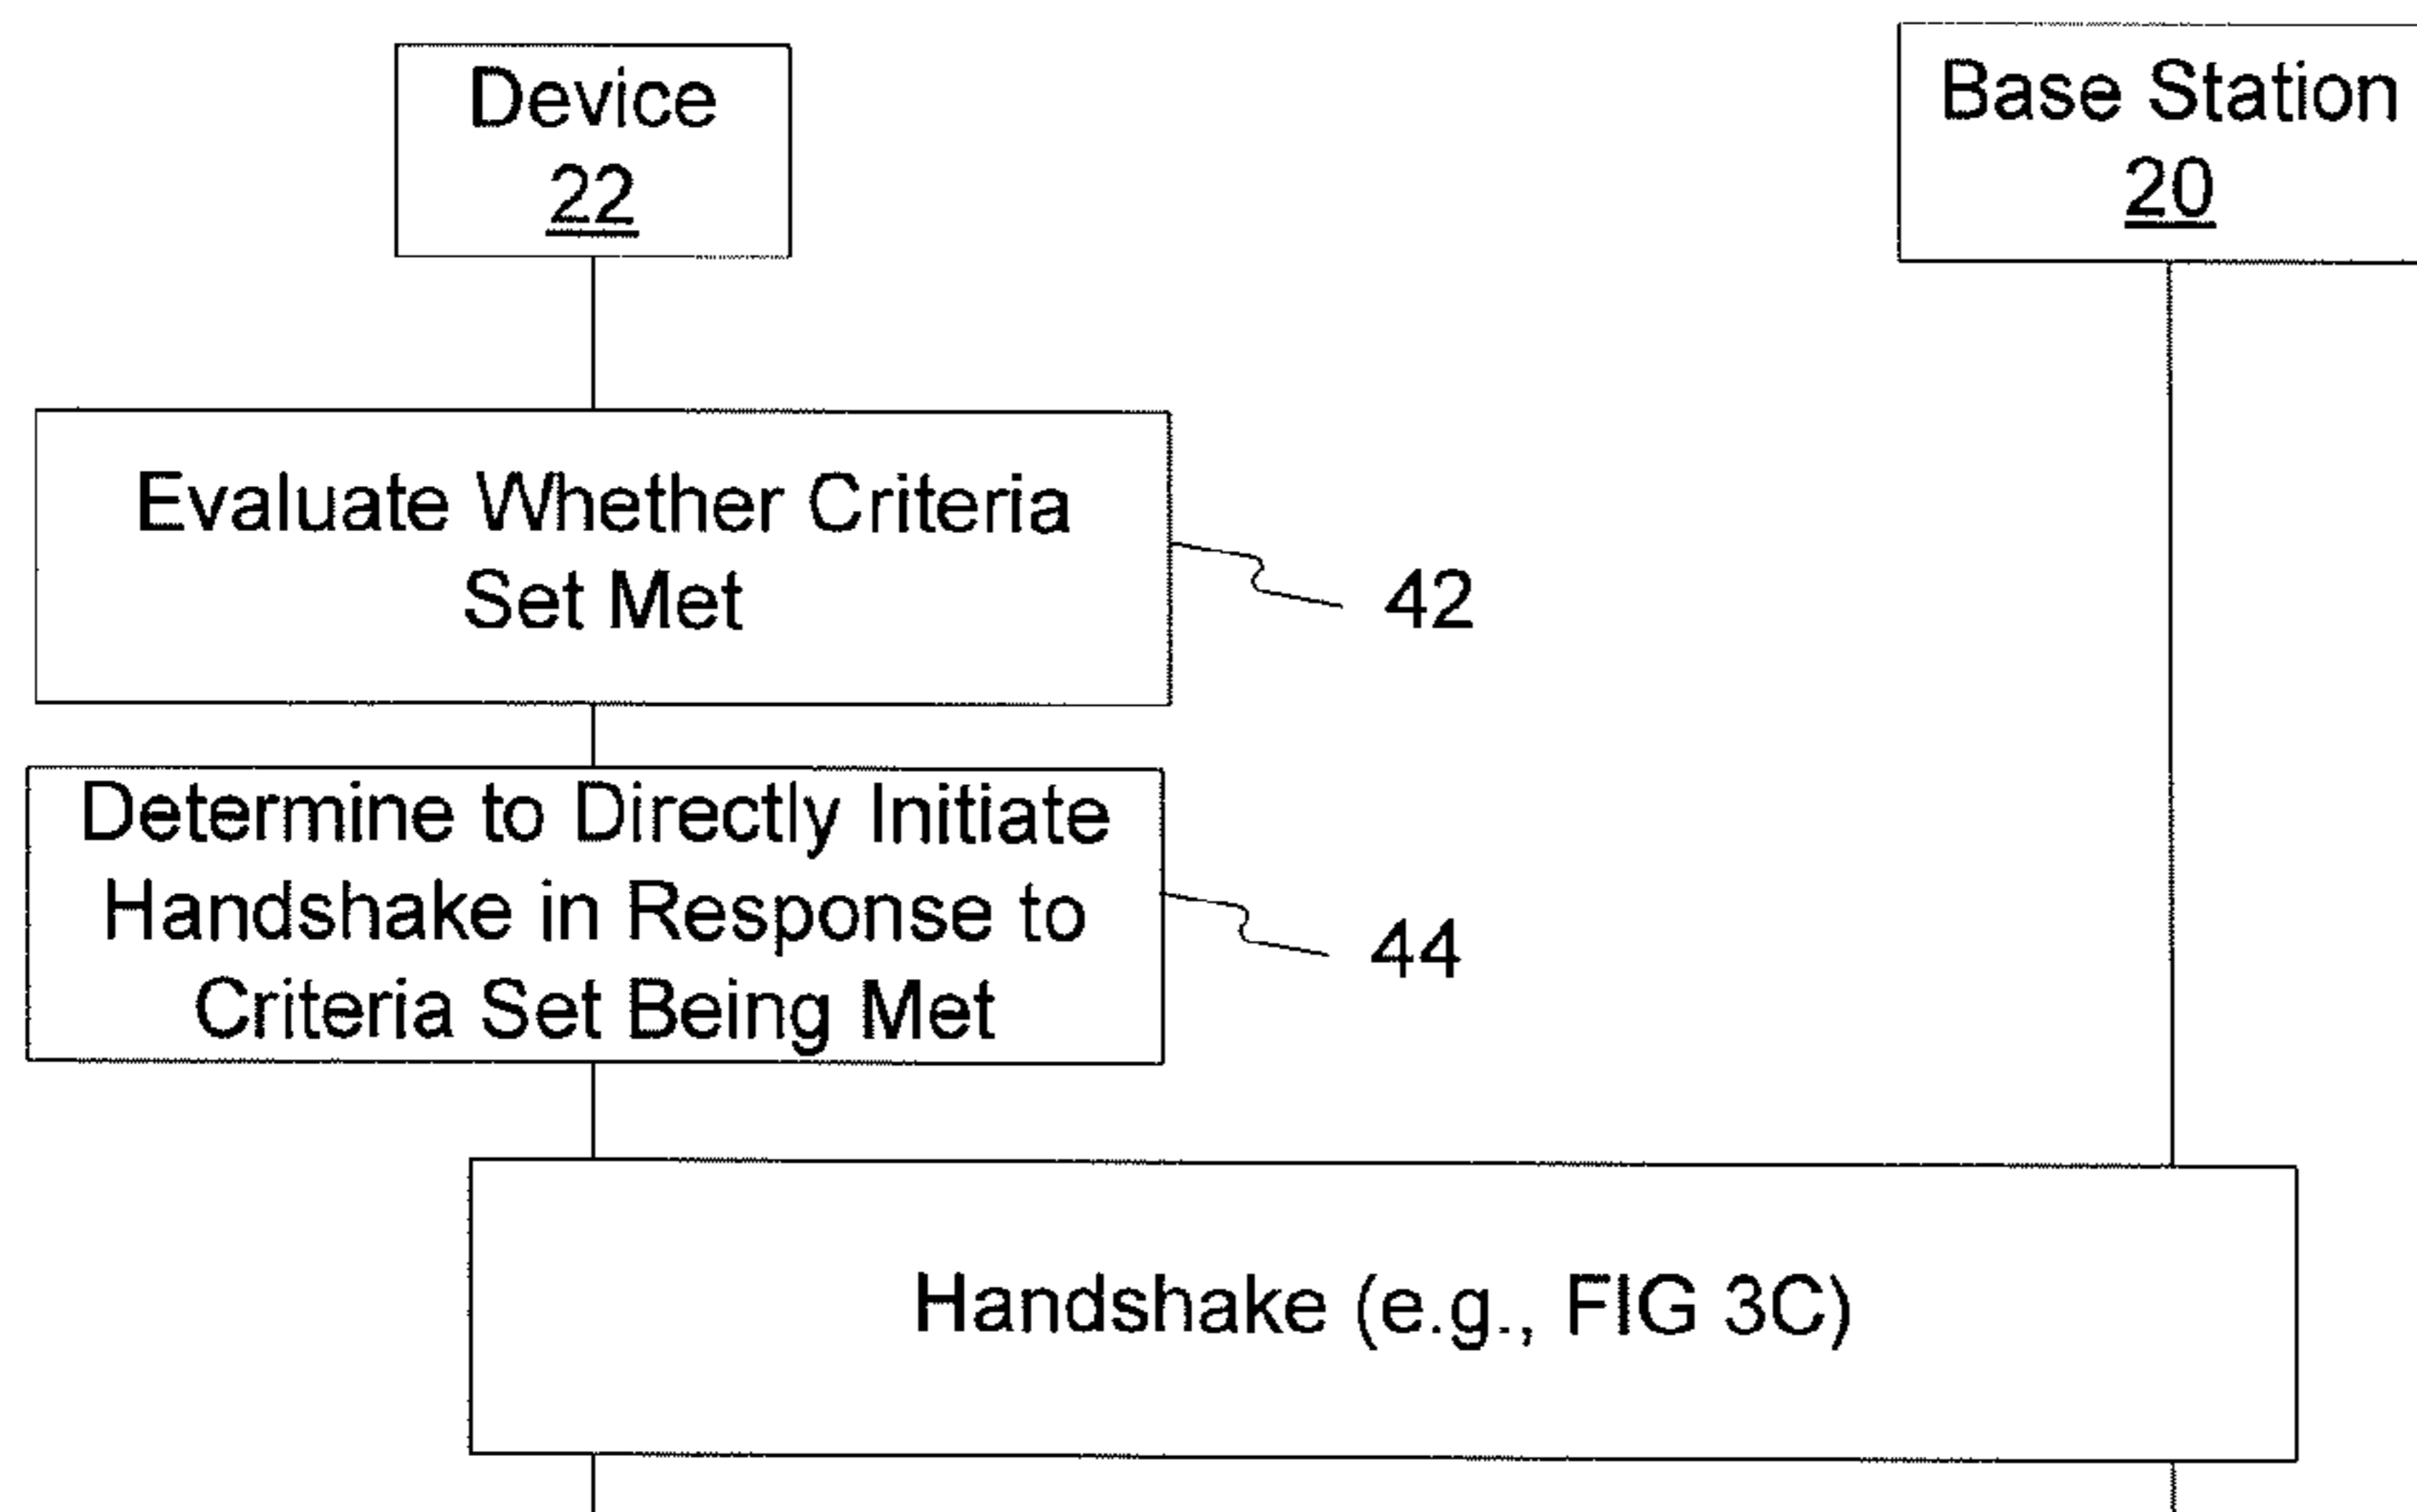 Device
22
Base Station
20
Evaluate Whether Criteria
Set Met
42
Determine to Directly Initiate
Handshake in Response to
Criteria Set Being Met
44
Handshake (e.g., FIG 3C)